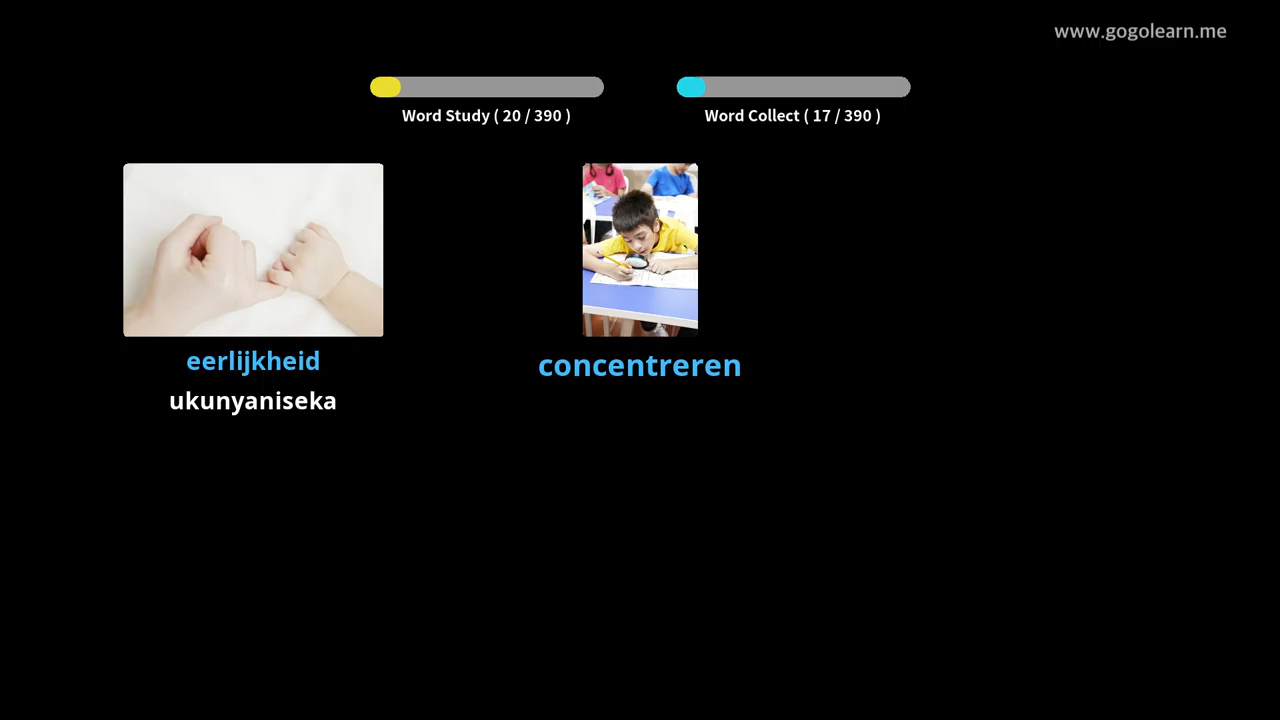 www.gogolearn.me
Word Study ( 20 / 390 )
Word Collect ( 17 / 390 )
eerlijkheid
ukunyaniseka
concentreren